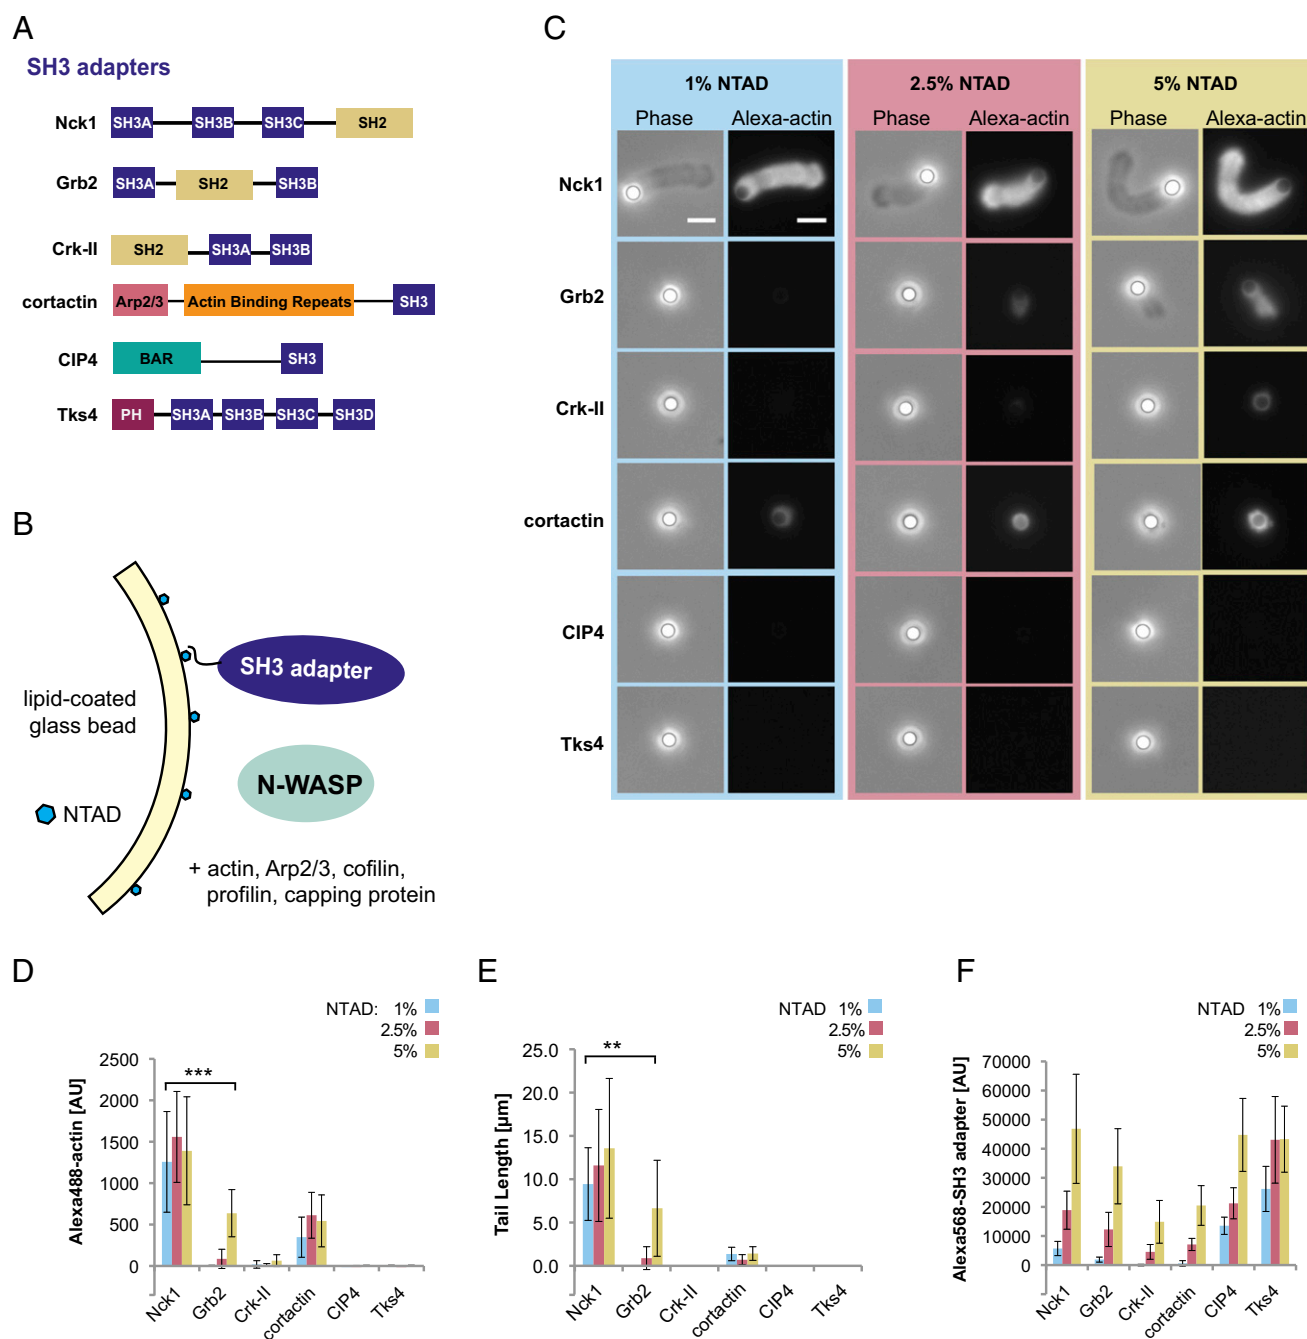 A
SH3 adapters
Nck1 SH3A SH3B SH3C SH2
Grb2 SH3A SH2 SH3B
Crk-II SH2 SH3A SH3B
cortactin Arp2/3 Actin Binding Repeats SH3
CIP4 BAR SH3
Tks4 PH SH3A SH3B SH3C SH3D
B
lipid-coated
glass bead
SH3 adapter
N-WASP
NTAD
+ actin, Arp2/3, cofilin,
profilin, capping protein
C
1% NTAD 2.5% NTAD 5% NTAD
Phase Alexa-actin Phase Alexa-actin Phase Alexa-actin
Nck1
Grb2
Crk-II
cortactin
CIP4
Tks4
D
NTAD: 1%
2.5%
5%
Alexa488-actin [AU]
2500
2000
1500
1000
500
0
***
Nck1 Grb2 Crk-II cortactin CIP4 Tks4
E
NTAD 1%
2.5%
5%
Tail Length [µm]
25.0
20.0
15.0
10.0
5.0
0.0
**
Nck1 Grb2 Crk-II cortactin CIP4 Tks4
F
NTAD 1%
2.5%
5%
Alexa568-SH3 adapter [AU]
70000
60000
50000
40000
30000
20000
10000
0
Nck1 Grb2 Crk-II cortactin CIP4 Tks4